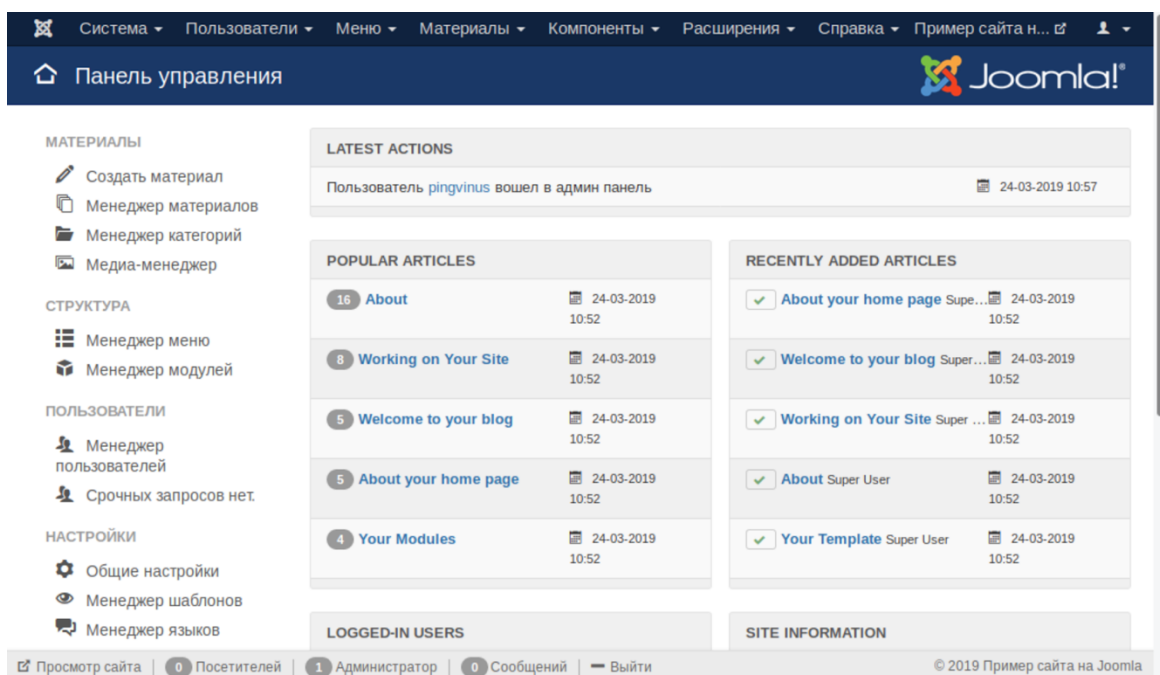 Система Пользователи Меню Материалы Компоненты Расширения Справка Пример сайта н...
Панель управления
Joomla!®
МАТЕРИАЛЫ
Создать материал
Менеджер материалов
Менеджер категорий
Медиа-менеджер
СТРУКТУРА
Менеджер меню
Менеджер модулей
ПОЛЬЗОВАТЕЛИ
Менеджер
пользователей
Срочных запросов нет.
НАСТРОЙКИ
Общие настройки
Менеджер шаблонов
Менеджер языков
LATEST ACTIONS
Пользователь pingvinus вошел в админ панель 24-03-2019 10:57
POPULAR ARTICLES
16 About 24-03-2019
10:52
8 Working on Your Site 24-03-2019
10:52
5 Welcome to your blog 24-03-2019
10:52
5 About your home page 24-03-2019
10:52
4 Your Modules 24-03-2019
10:52
RECENTLY ADDED ARTICLES
About your home page Supe... 24-03-2019
10:52
Welcome to your blog Super... 24-03-2019
10:52
Working on Your Site Super ... 24-03-2019
10:52
About Super User 24-03-2019
10:52
Your Template Super User 24-03-2019
10:52
LOGGED-IN USERS
SITE INFORMATION
Просмотр сайта 0 Посетителей 1 Администратор 0 Сообщений Выйти © 2019 Пример сайта на Joomla